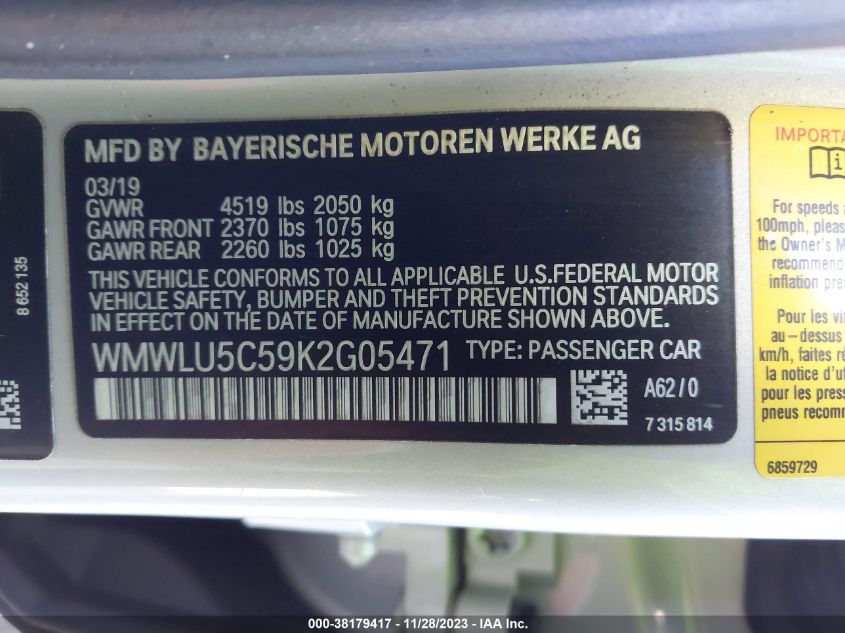 MFD BY BAYERISCHE MOTOREN WERKE AG
03/19
GVWR 4519 lbs 2050 kg
GAWR FRONT 2370 lbs 1075 kg
GAWR REAR 2260 lbs 1025 kg
THIS VEHICLE CONFORMS TO ALL APPLICABLE U.S.FEDERAL MOTOR
VEHICLE SAFETY, BUMPER AND THEFT PREVENTION STANDARDS
IN EFFECT ON THE DATE OF MANUFACTURE SHOWN ABOVE.
WMWLU5C59K2G05471 TYPE: PASSENGER CAR
A62/0
7 315 814
8 652 135
IMPORTA
For speeds
100mph, pleas
the Owner's M
recommend
inflation pre
Pour les vi
au-dessus
km/h, faites ré
la notice d'ut
pour les pres
pneus recomm
6859729
000-38179417 - 11/28/2023 - IAA Inc.